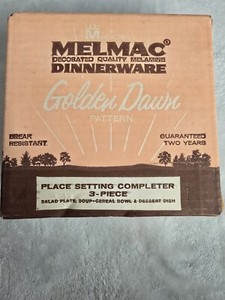 M
MELMAC®
DECORATED QUALITY MELAMINE
DINNERWARE
Golden Dawn
PATTERN
BREAK
RESISTANT
GUARANTEED
TWO YEARS
PLACE SETTING COMPLETER
3-PIECE
SALAD PLATE, SOUP-CEREAL BOWL & DESSERT DISH